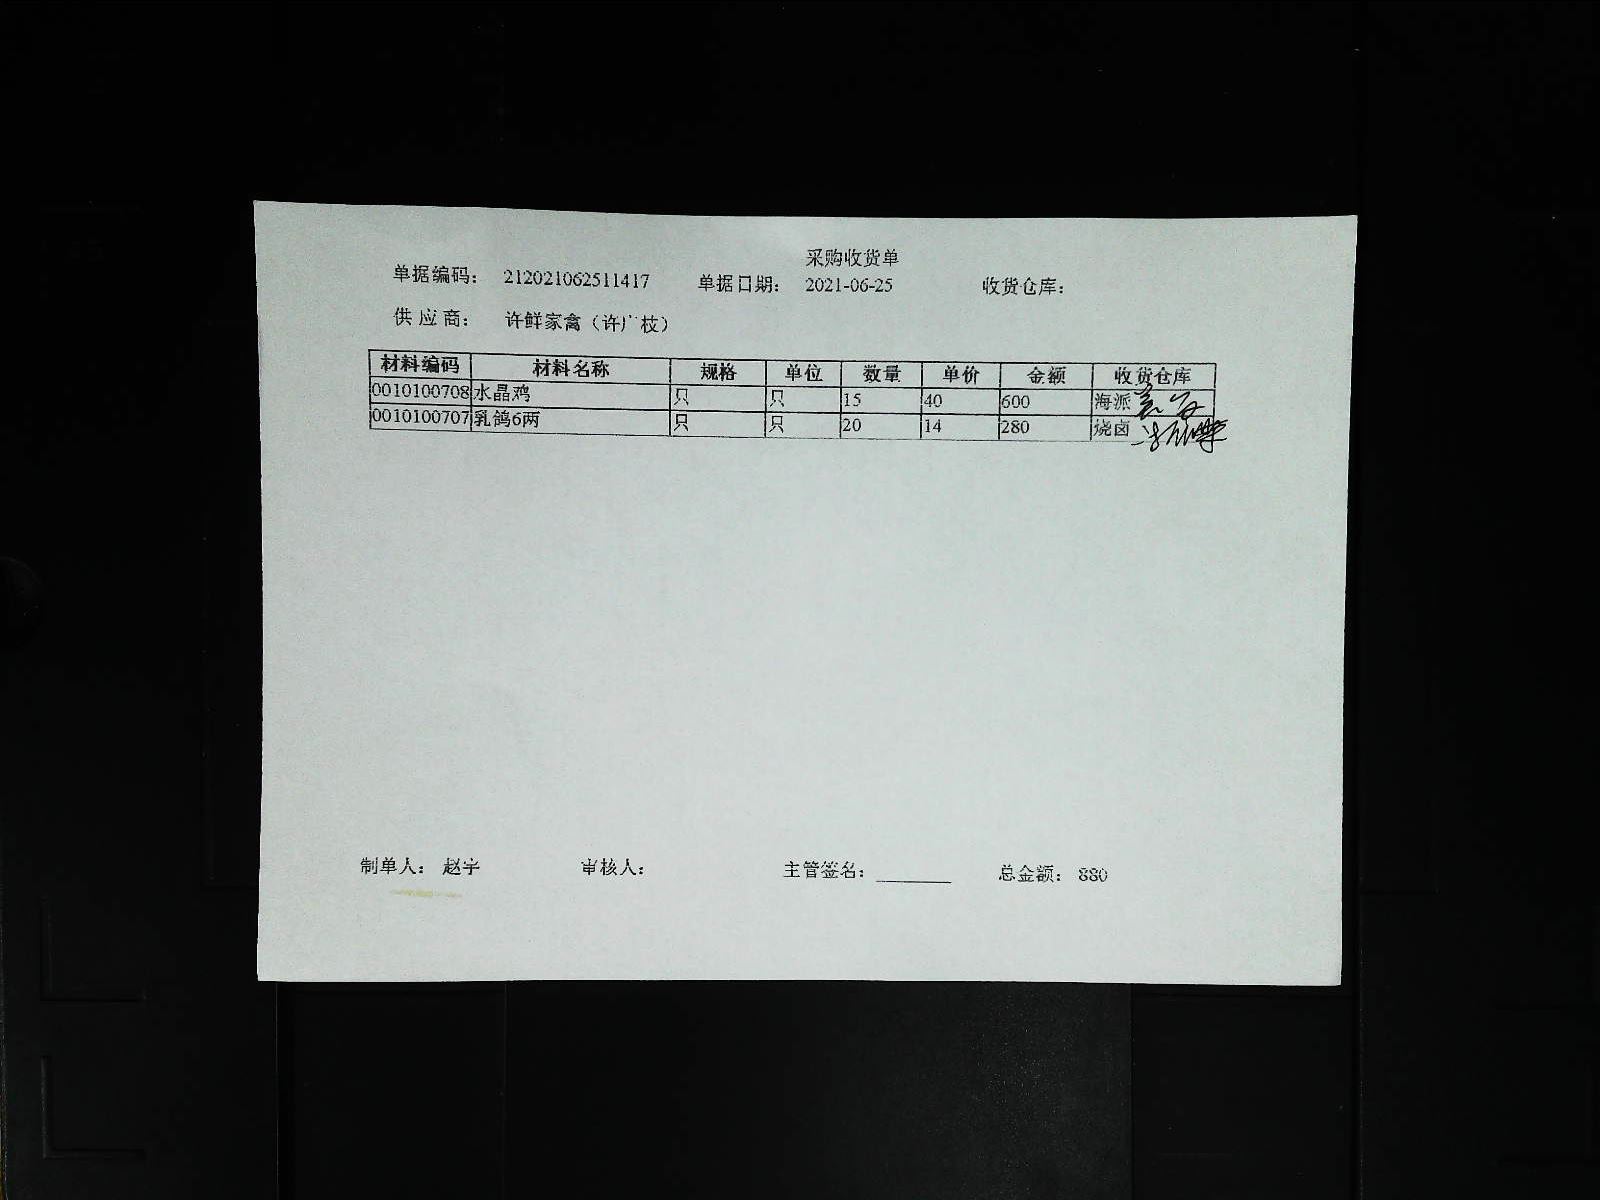 采购收货单
单据编码： 212021062511417 单据日期： 2021-06-25 收货仓库：
供应商： 许鲜家禽（许广枝）
材料编码 材料名称 规格 单位 数量 单价 金额 收货仓库
0010100708 水晶鸡 只 只 15 40 600 海派
0010100707 乳鸽6两 只 只 20 14 280 烧卤
制单人： 赵宇 审核人： 主管签名： 总金额： 880